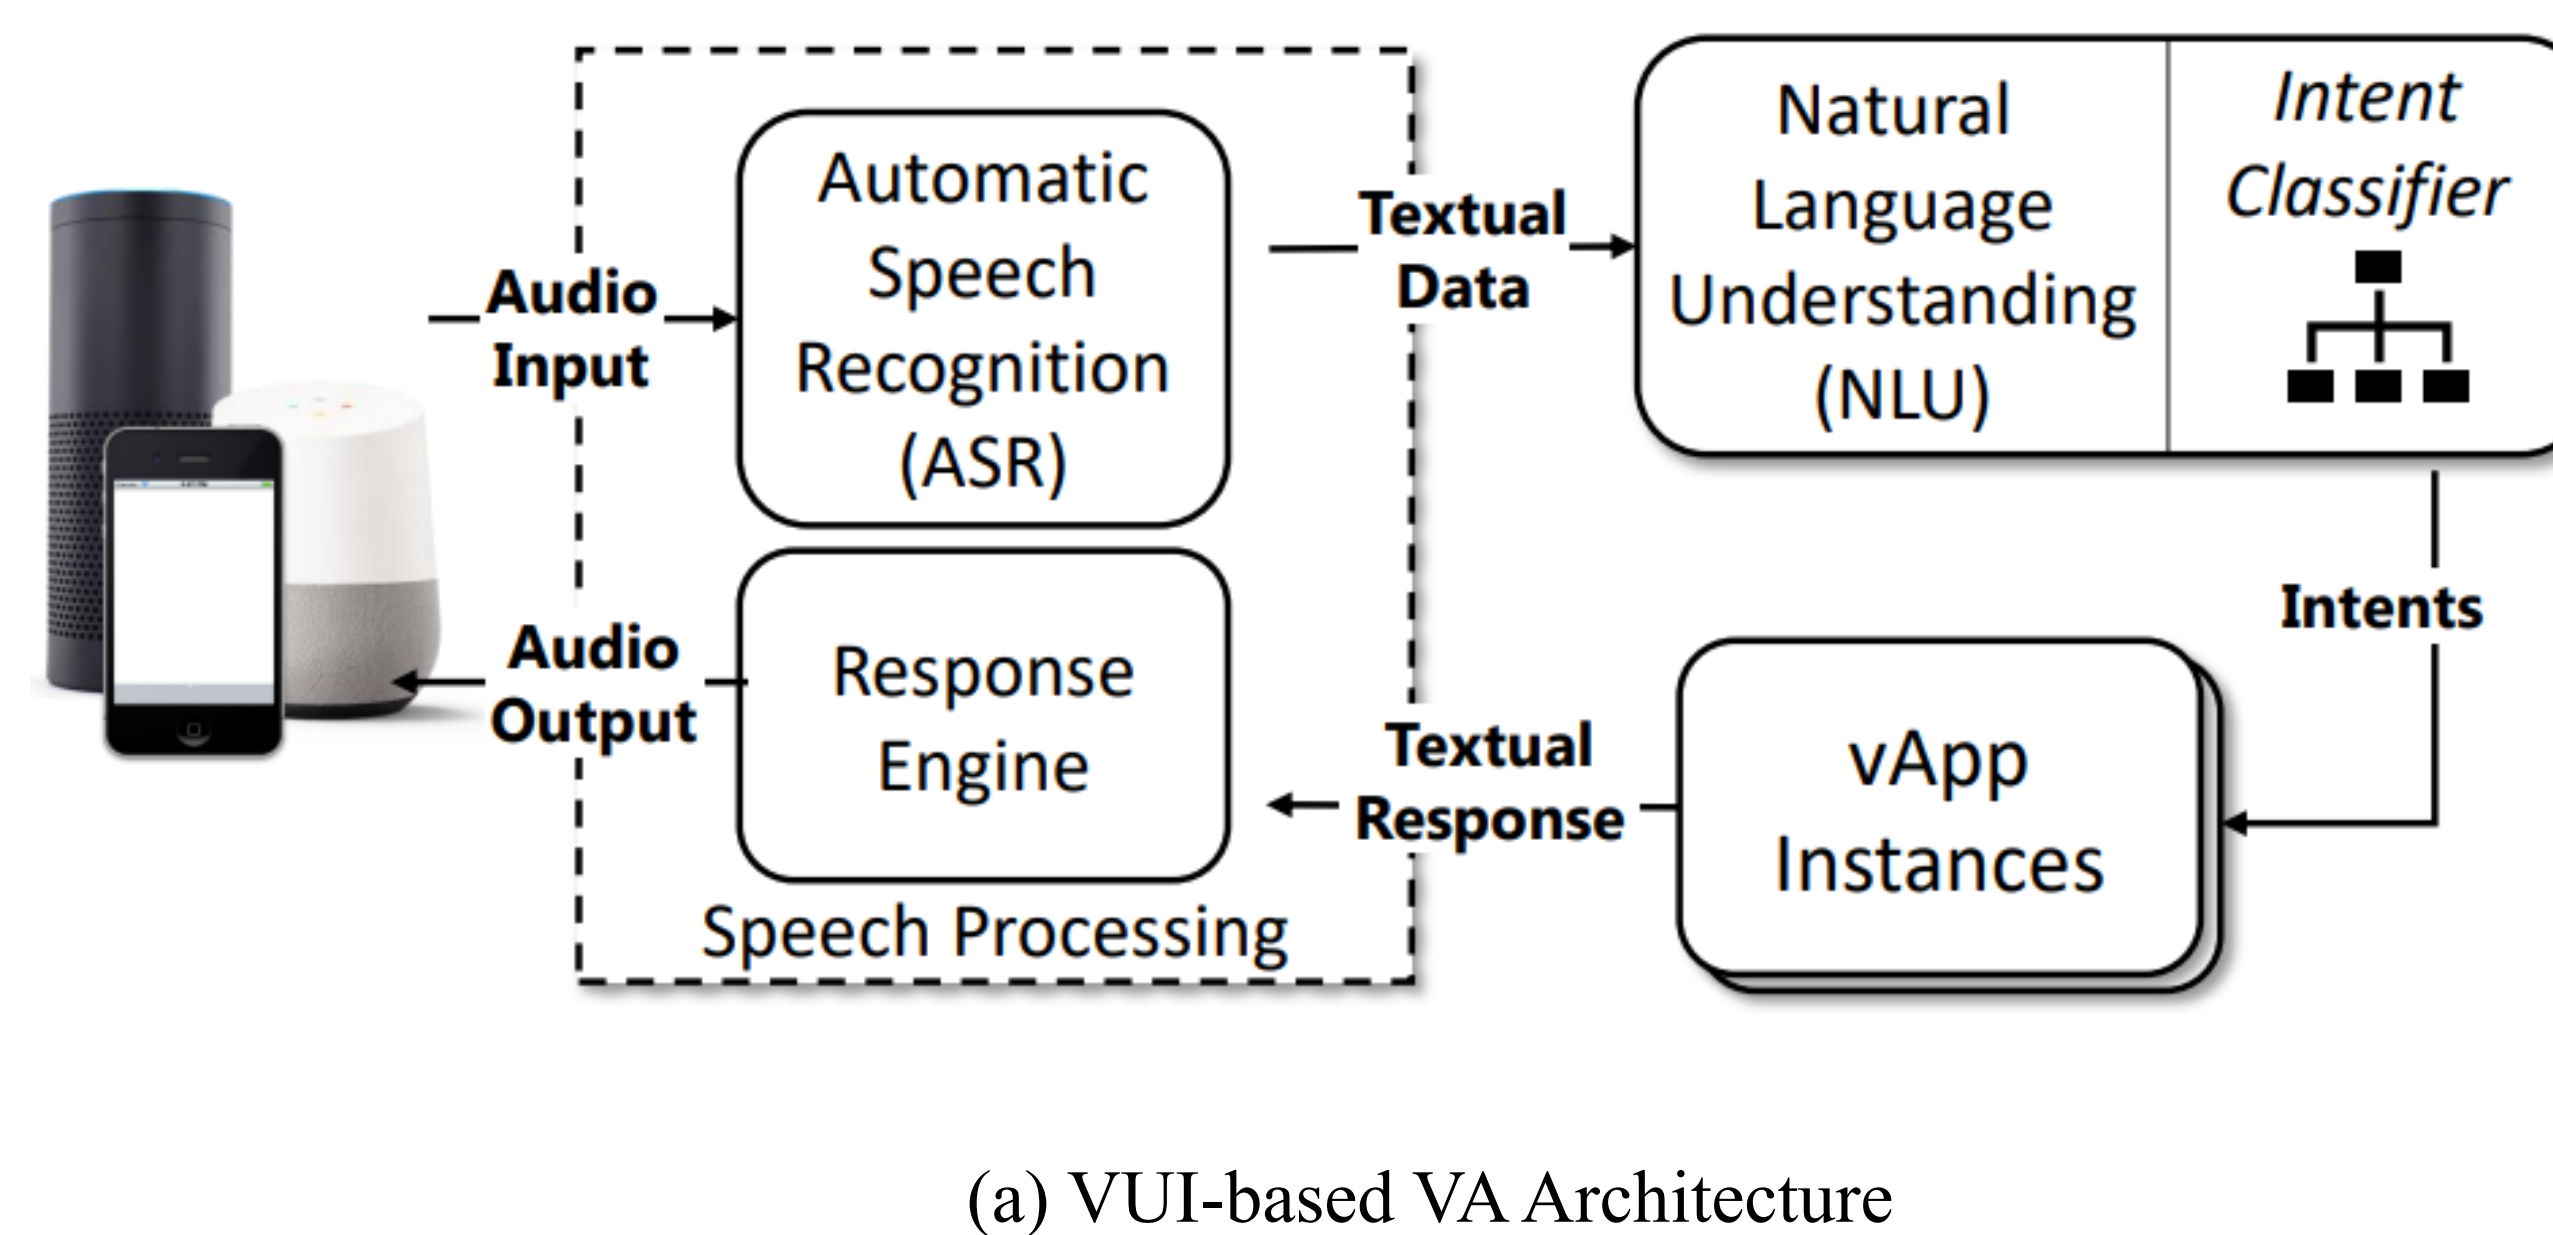 Audio
Input
Automatic
Speech
Recognition
(ASR)
Textual
Data
Natural
Language
Understanding
(NLU)
Intent
Classifier
Intents
vApp
Instances
Textual
Response
Response
Engine
Audio
Output
Speech Processing
(a) VUI-based VA Architecture